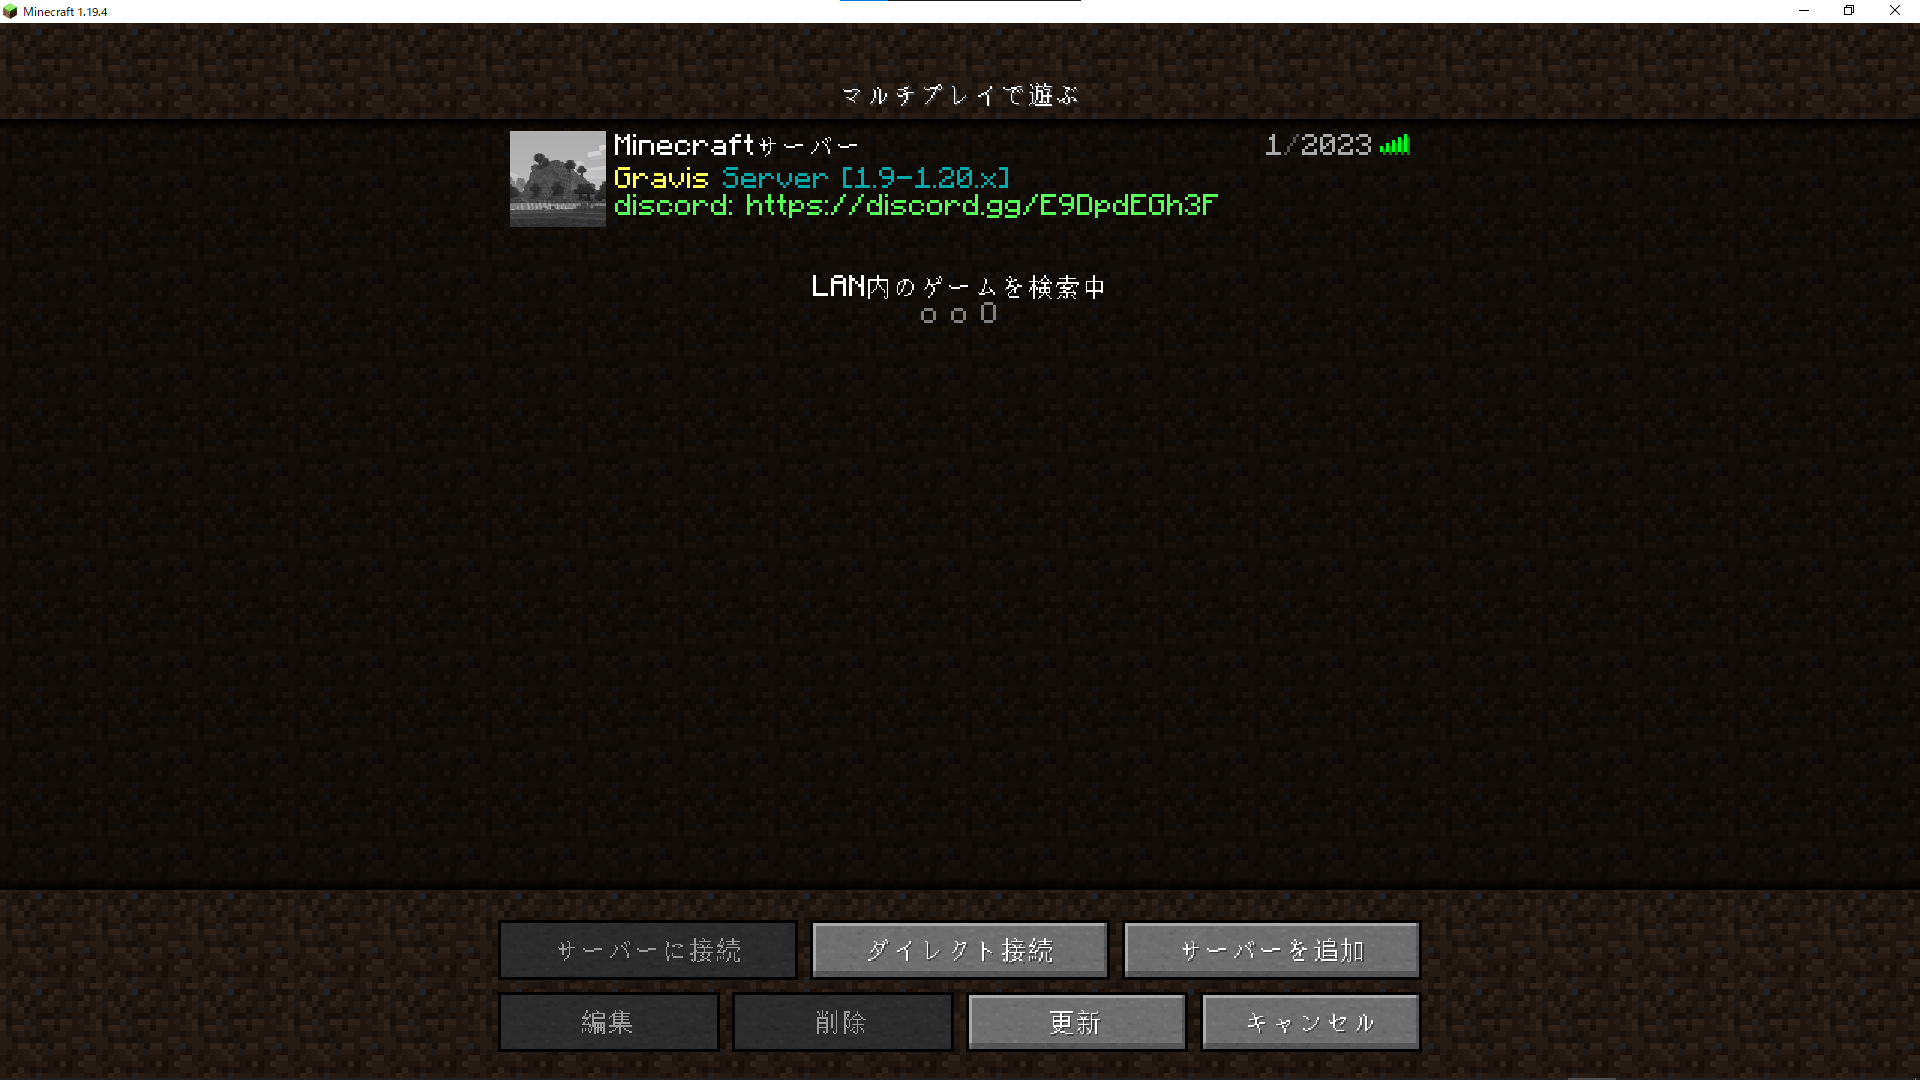 Minecraft 1.19.4
マルチプレイで遊ぶ
Minecraftサーバー 1/2023
Gravis Server [1.9-1.20.x]
discord: https://discord.gg/E9DpdEGh3F
LAN内のゲームを検索中
o o O
サーバーに接続 ダイレクト接続 サーバーを追加
編集 削除 更新 キャンセル